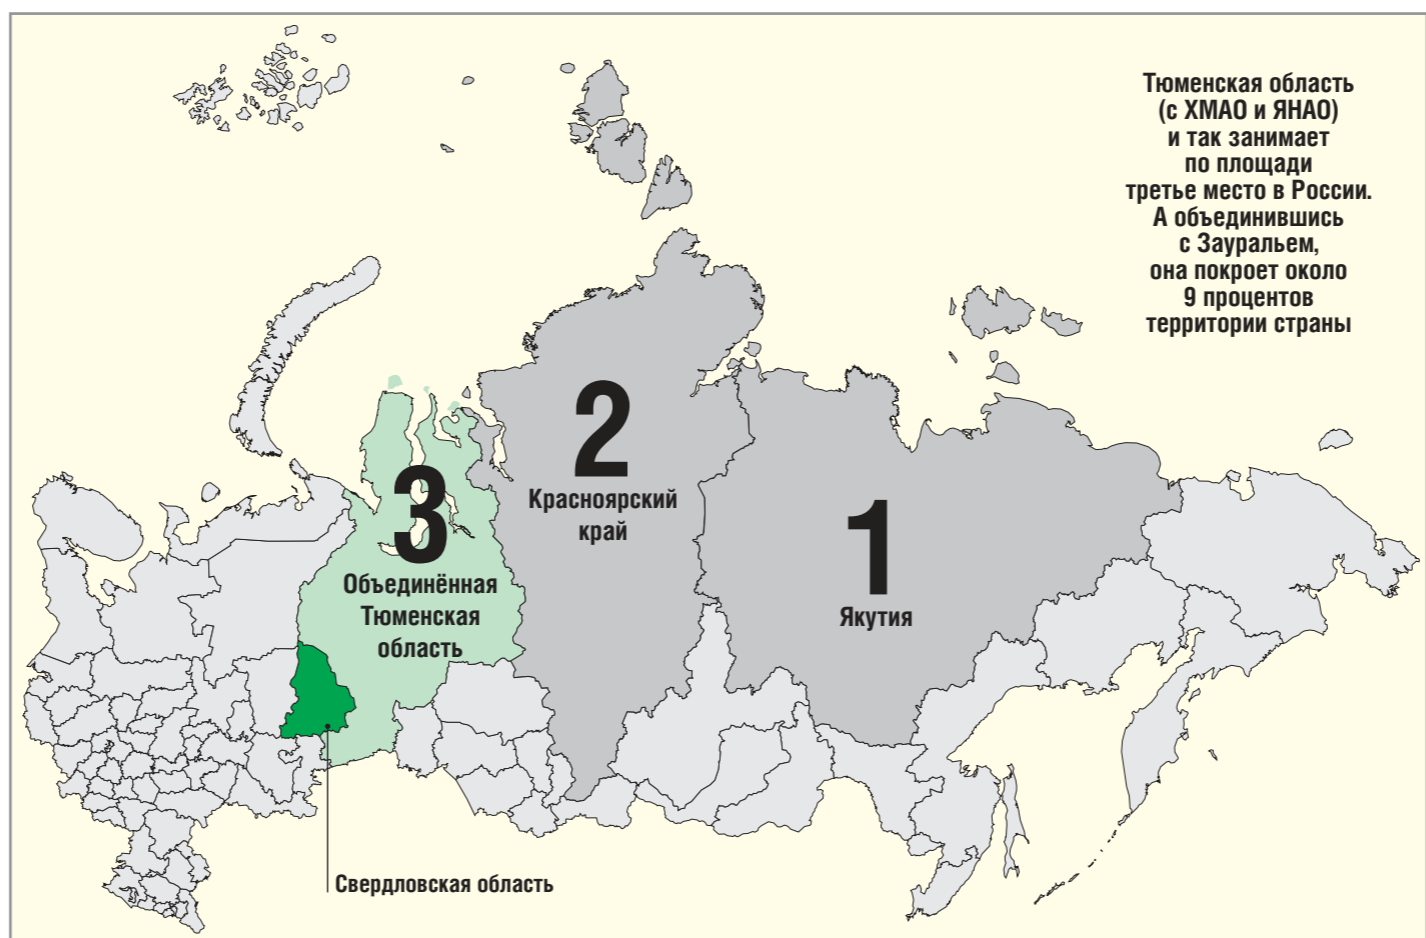 Тюменская область
(с ХМАО и ЯНАО)
и так занимает
по площади
третье место в России.
А объединившись
с Зауральем,
она покроет около
9 процентов
территории страны
2
Красноярский
край
3
Объединённая
Тюменская
область
1
Якутия
Свердловская область